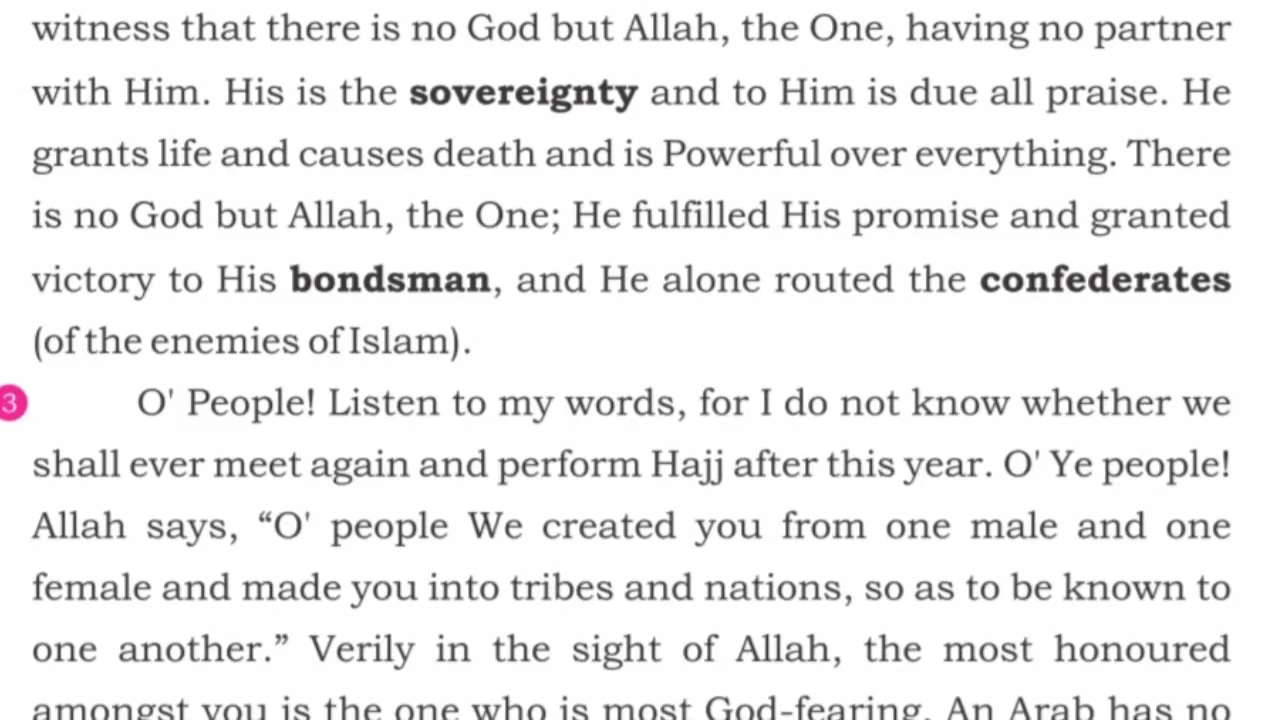 witness that there is no God but Allah, the One, having no partner
with Him. His is the sovereignty and to Him is due all praise. He
grants life and causes death and is Powerful over everything. There
is no God but Allah, the One; He fulfilled His promise and granted
victory to His bondsman, and He alone routed the confederates
(of the enemies of Islam).
3 O' People! Listen to my words, for I do not know whether we
shall ever meet again and perform Hajj after this year. O' Ye people!
Allah says, “O' people We created you from one male and one
female and made you into tribes and nations, so as to be known to
one another.” Verily in the sight of Allah, the most honoured
amongst you is the one who is most God-fearing. An Arab has no